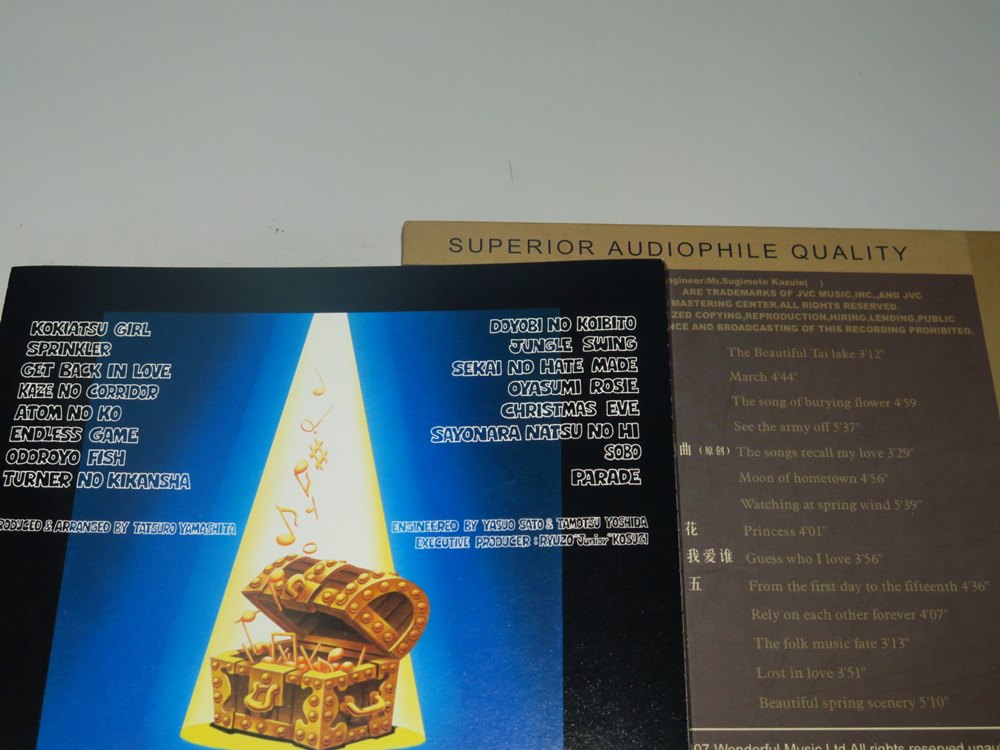 KOKIATSU GIRL
SPRINKLER
GET BACK IN LOVE
KAZE NO CORRIDOR
ATOM NO KO
ENDLESS GAME
ODOROYO FISH
TURNER NO KIKANSHA
DOYOBI NO KOIBITO
JUNGLE SWING
SEKAI NO HATE MADE
OYASUMI ROSIE
CHRISTMAS EVE
SAYONARA NATSU NO HI
SOBO
PARADE
RODUCED & ARRANGED BY TATSURO YAMASHITA
ENGINEERED BY YASUO SATO & TAMOTSU YOSHIDA
EXECUTIVE PRODUCER : RYUZO "Junior" KOSUGI
SUPERIOR AUDIOPHILE QUALITY
ngineer:Mr.Sugimoto Kazuie( )
ARE TRADEMARKS OF JVC MUSIC,INC.,AND JVC
MASTERING CENTER.ALL RIGHTS RESERVED.
ZED COPYING,REPRODUCTION,HIRING,LENDING,PUBLIC
NCE AND BROADCASTING OF THIS RECORDING PROHIBITED.
The Beautiful Tai lake 3'12"
March 4'44"
The song of burying flower 4'59
See the army off 5'37"
曲（原创） The songs recall my love 3'29"
Moon of hometown 4'56"
Watching at spring wind 5'39"
花 Princess 4'01"
我爱谁 Guess who I love 3'56"
五 From the first day to the fifteenth 4'36"
Rely on each other forever 4'07"
The folk music fate 3'13"
Lost in love 3'51"
Beautiful spring scenery 5'10"
07 Wonderful Music Ltd All rights reserved